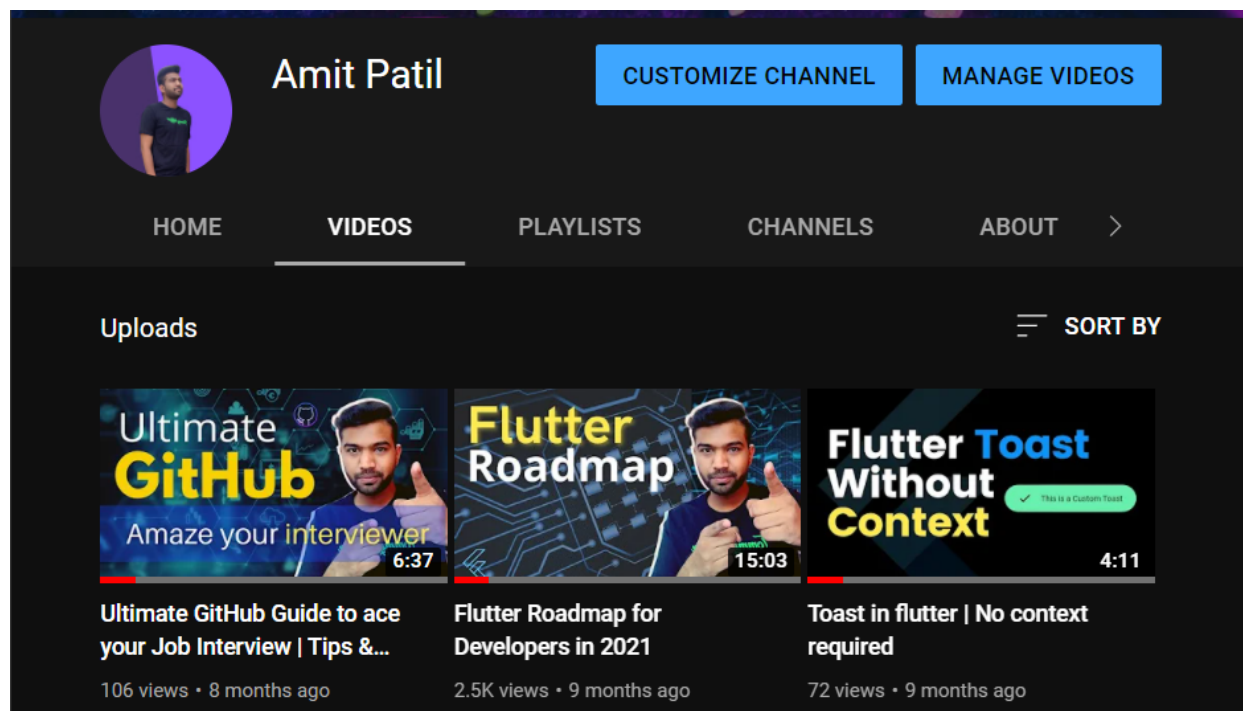 Amit Patil
CUSTOMIZE CHANNEL
MANAGE VIDEOS
HOME
VIDEOS
PLAYLISTS
CHANNELS
ABOUT
Uploads
SORT BY
Ultimate
GitHub
Amaze your interviewer
6:37
Flutter
Roadmap
15:03
Flutter Toast
Without
Context
This is a Custom Toast
4:11
Ultimate GitHub Guide to ace
your Job Interview | Tips &...
106 views • 8 months ago
Flutter Roadmap for
Developers in 2021
2.5K views • 9 months ago
Toast in flutter | No context
required
72 views • 9 months ago